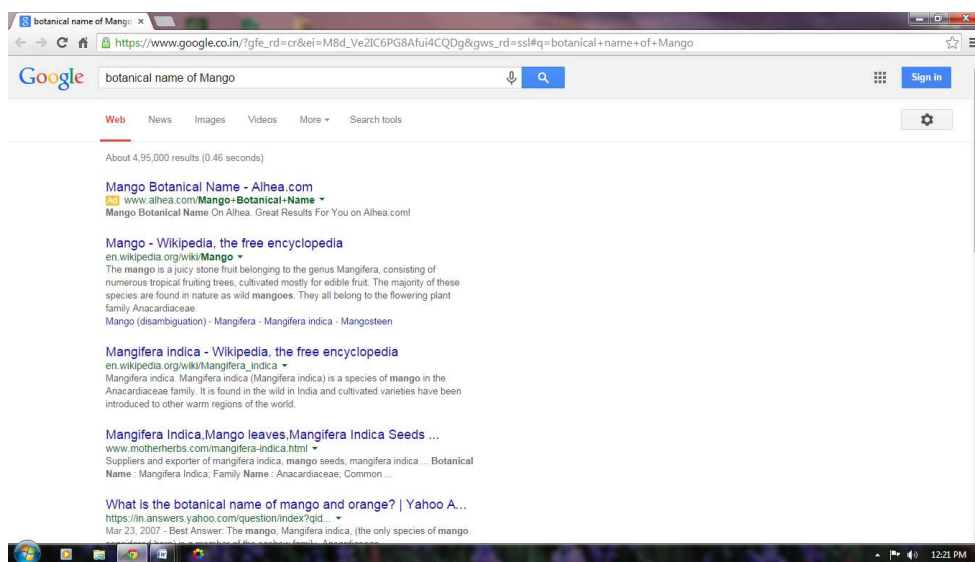 botanical name of Mango
https://www.google.co.in/?gfe_rd=cr&ei=M8d_Ve2IC6PG8Afui4CQDg&gws_rd=ssl#q=botanical+name+of+Mango
Google botanical name of Mango Sign in
Web News Images Videos More Search tools
About 4,95,000 results (0.46 seconds)
Mango Botanical Name - Alhea.com
Ad www.alhea.com/Mango+Botanical+Name
Mango Botanical Name On Alhea. Great Results For You on Alhea.com!
Mango - Wikipedia, the free encyclopedia
en.wikipedia.org/wiki/Mango
The mango is a juicy stone fruit belonging to the genus Mangifera, consisting of
numerous tropical fruiting trees, cultivated mostly for edible fruit. The majority of these
species are found in nature as wild mangoes. They all belong to the flowering plant
family Anacardiaceae.
Mango (disambiguation) - Mangifera - Mangifera indica - Mangosteen
Mangifera indica - Wikipedia, the free encyclopedia
en.wikipedia.org/wiki/Mangifera_indica
Mangifera indica. Mangifera indica (Mangifera indica) is a species of mango in the
Anacardiaceae family. It is found in the wild in India and cultivated varieties have been
introduced to other warm regions of the world.
Mangifera Indica,Mango leaves,Mangifera Indica Seeds ...
www.motherherbs.com/mangifera-indica.html
Suppliers and exporter of mangifera indica, mango seeds, mangifera indica ... Botanical
Name : Mangifera Indica; Family Name : Anacardiaceae; Common ...
What is the botanical name of mango and orange? | Yahoo A...
https://in.answers.yahoo.com/question/index?qid...
Mar 23, 2007 - Best Answer: The mango, Mangifera indica, (the only species of mango
12:21 PM